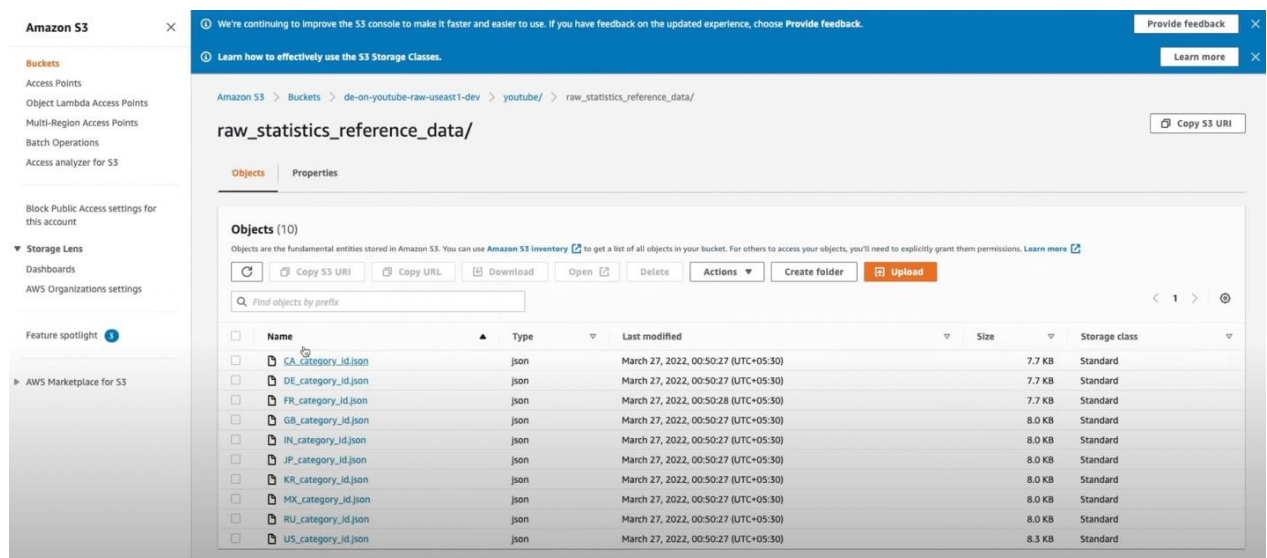 Amazon S3
Buckets
Access Points
Object Lambda Access Points
Multi-Region Access Points
Batch Operations
Access analyzer for S3
Block Public Access settings for
this account
Storage Lens
Dashboards
AWS Organizations settings
Feature spotlight 3
AWS Marketplace for S3
We're continuing to improve the S3 console to make it faster and easier to use. If you have feedback on the updated experience, choose Provide feedback.
Provide feedback
Learn how to effectively use the S3 Storage Classes.
Learn more
Amazon S3 > Buckets > de-on-youtube-raw-useast1-dev > youtube/ > raw_statistics_reference_data/
raw_statistics_reference_data/
Copy S3 URI
Objects Properties
Objects (10)
Objects are the fundamental entities stored in Amazon S3. You can use Amazon S3 inventory to get a list of all objects in your bucket. For others to access your objects, you'll need to explicitly grant them permissions. Learn more
Copy S3 URI Copy URL Download Open Delete Actions Create folder Upload
Find objects by prefix
< 1 >
Name Type Last modified Size Storage class
CA_category_id.json json March 27, 2022, 00:50:27 (UTC+05:30) 7.7 KB Standard
DE_category_id.json json March 27, 2022, 00:50:27 (UTC+05:30) 7.7 KB Standard
FR_category_id.json json March 27, 2022, 00:50:28 (UTC+05:30) 7.7 KB Standard
GB_category_id.json json March 27, 2022, 00:50:27 (UTC+05:30) 8.0 KB Standard
IN_category_id.json json March 27, 2022, 00:50:27 (UTC+05:30) 8.0 KB Standard
JP_category_id.json json March 27, 2022, 00:50:27 (UTC+05:30) 8.0 KB Standard
KR_category_id.json json March 27, 2022, 00:50:27 (UTC+05:30) 8.0 KB Standard
MX_category_id.json json March 27, 2022, 00:50:27 (UTC+05:30) 8.0 KB Standard
RU_category_id.json json March 27, 2022, 00:50:27 (UTC+05:30) 8.0 KB Standard
US_category_id.json json March 27, 2022, 00:50:27 (UTC+05:30) 8.3 KB Standard